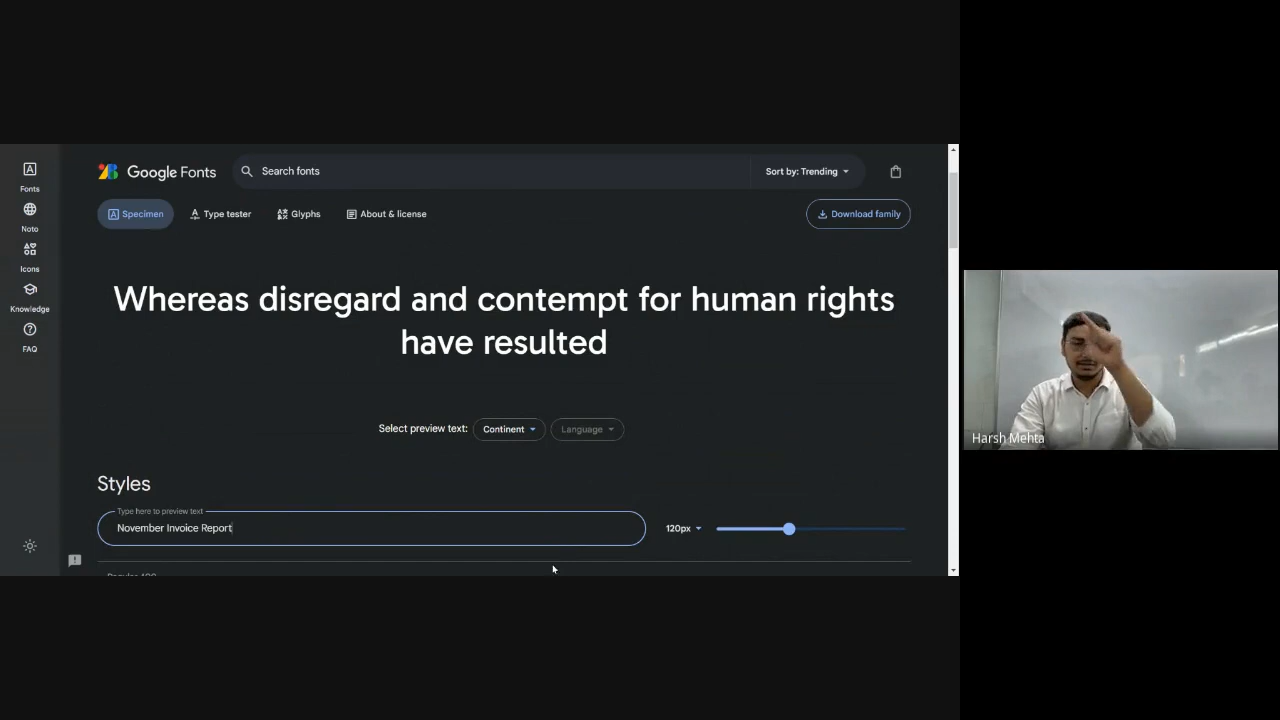 Google Fonts
Search fonts
Sort by: Trending
Fonts
Noto
Icons
Knowledge
FAQ
Specimen
Type tester
Glyphs
About & license
Download family
Whereas disregard and contempt for human rights
have resulted
Select preview text:
Continent
Language
Styles
Type here to preview text
November Invoice Report
120px
Regular 400
Harsh Mehta